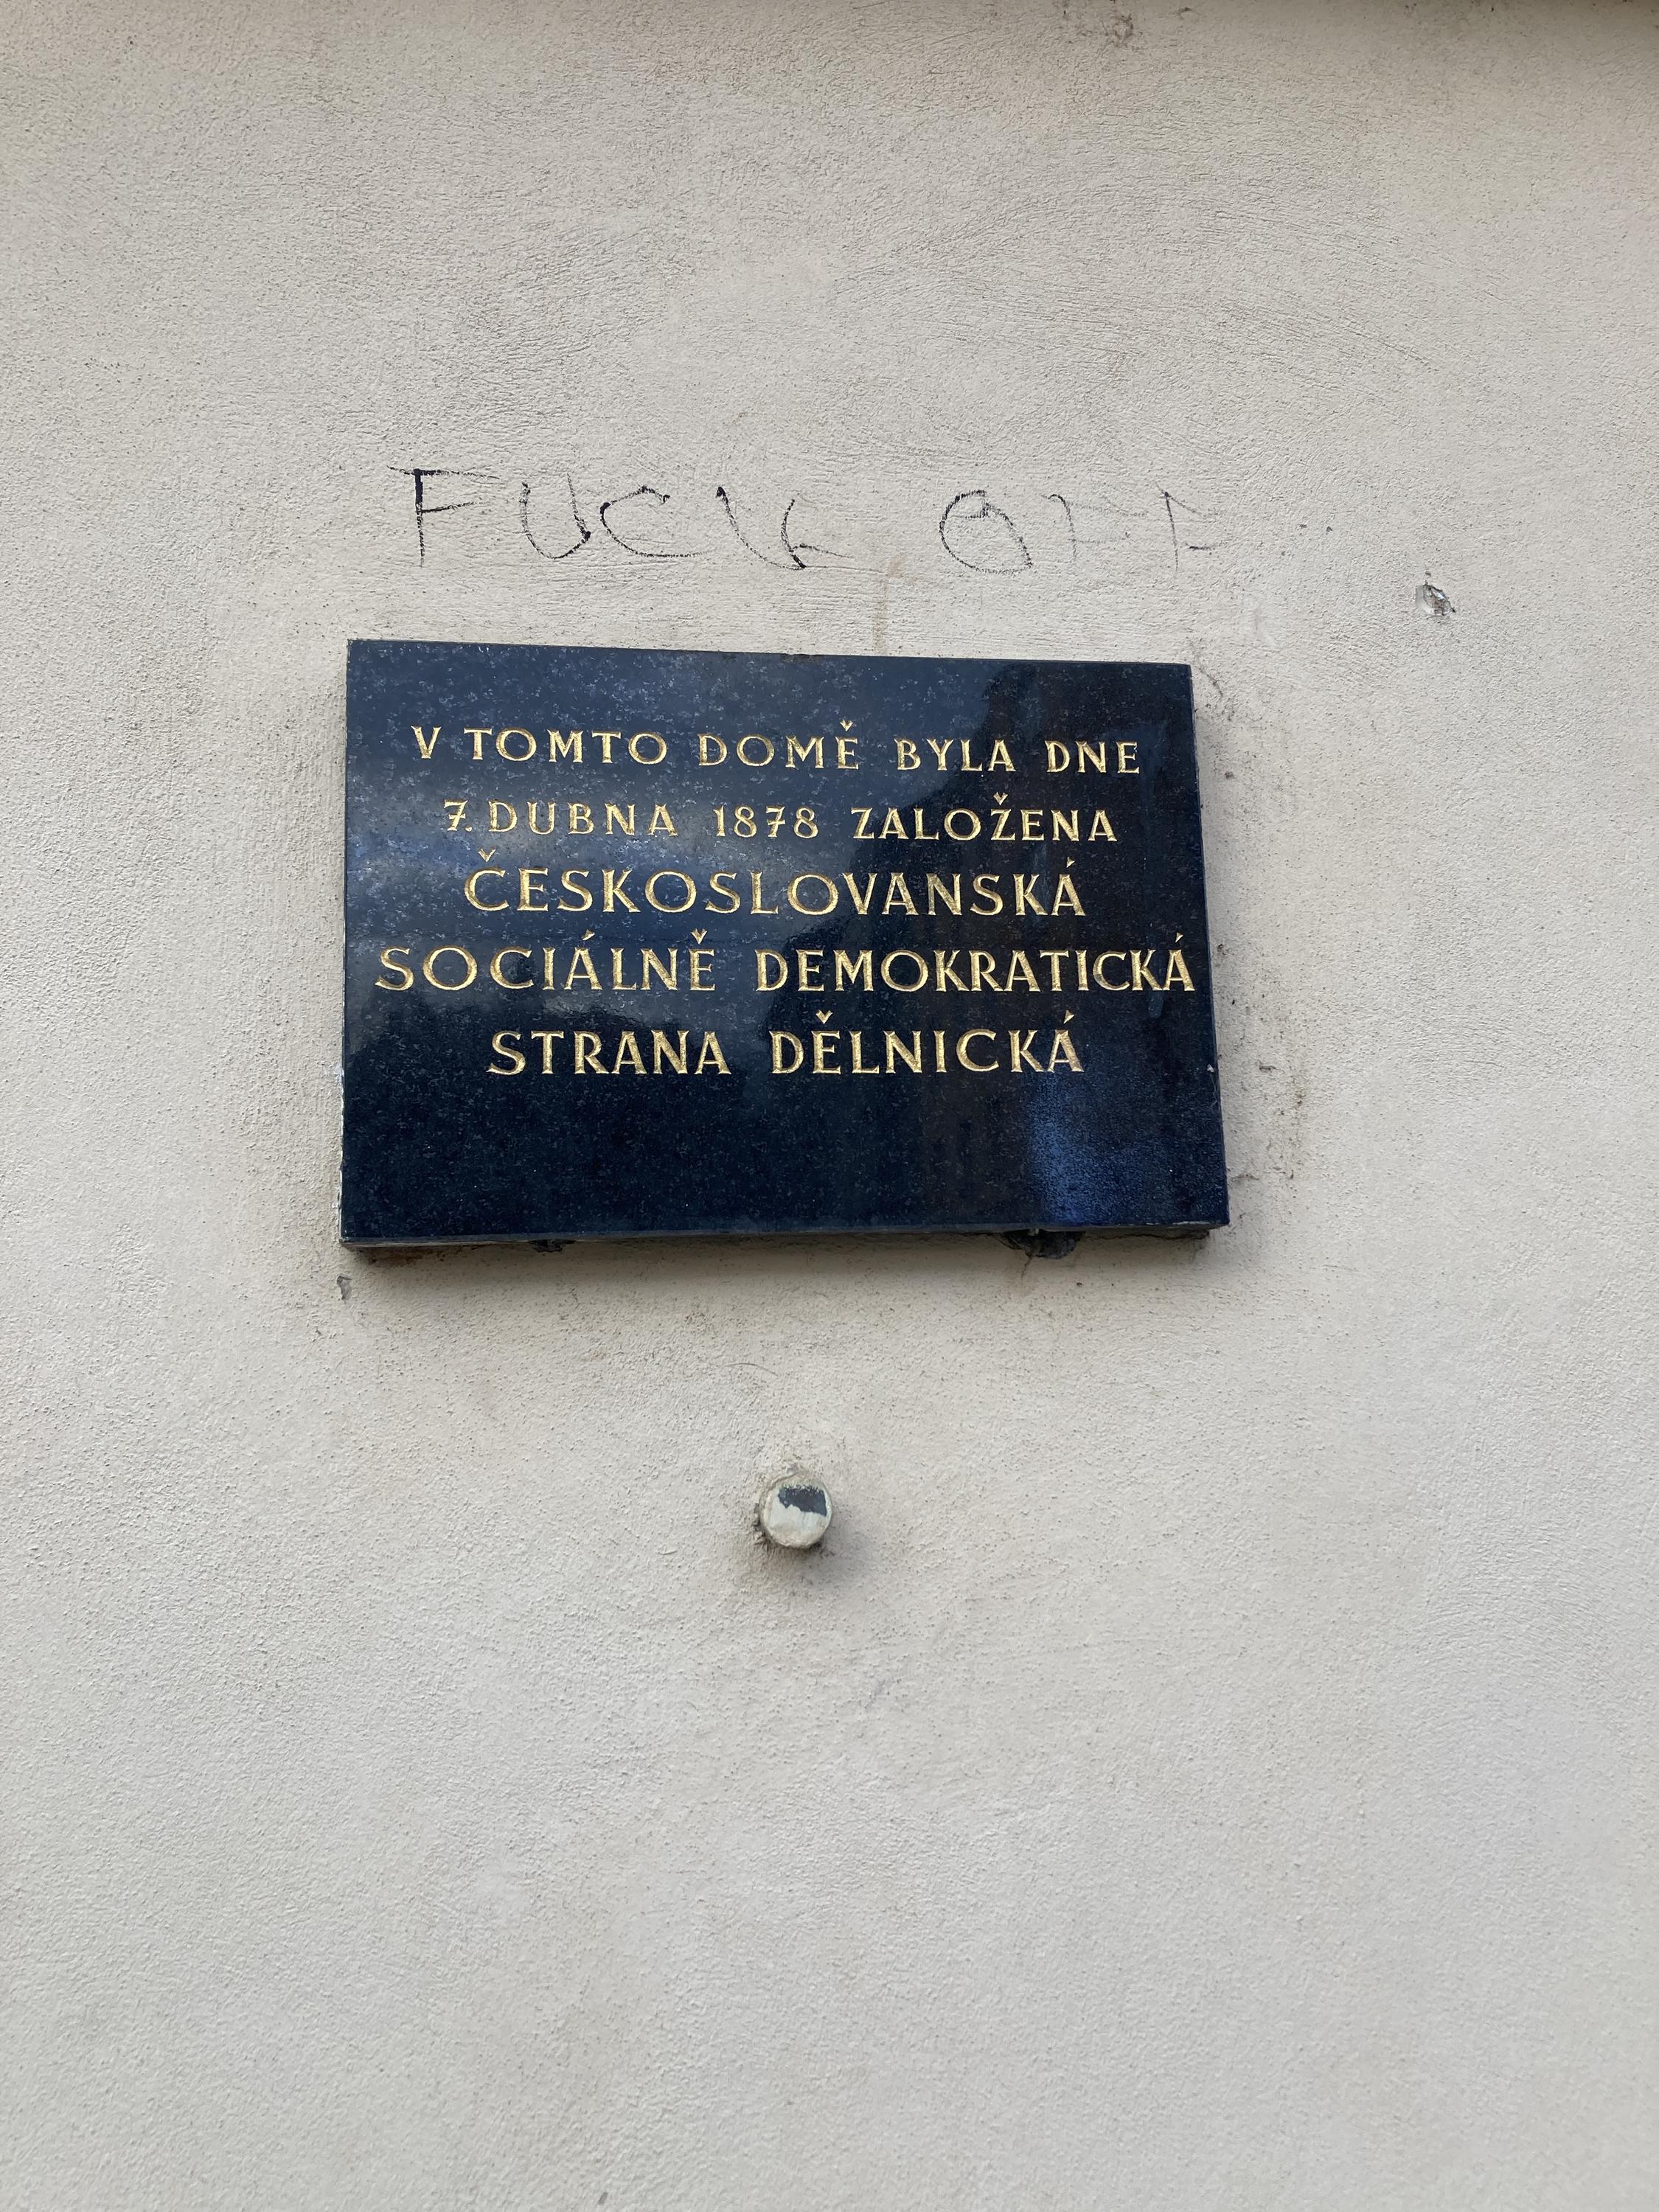 FUCK OFF
V TOMTO DOMĚ BYLA DNE
7. DUBNA 1878 ZALOŽENA
ČESKOSLOVANSKÁ
SOCIÁLNĚ DEMOKRATICKÁ
STRANA DĚLNICKÁ